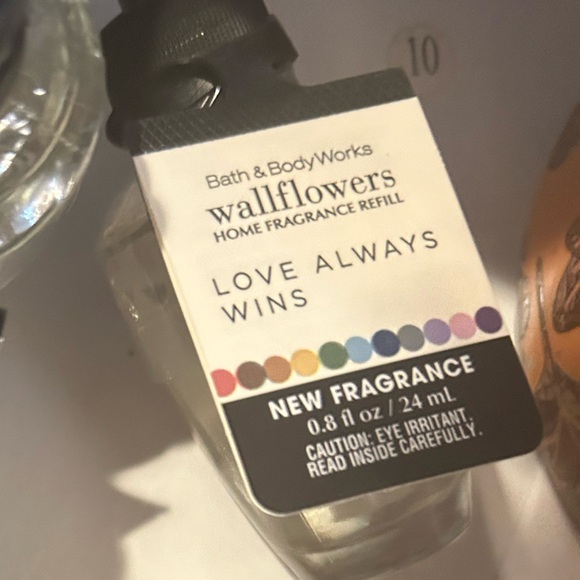 10
Bath & BodyWorks
wallflowers
HOME FRAGRANCE REFILL
LOVE ALWAYS
WINS
NEW FRAGRANCE
0.8 fl oz / 24 mL
CAUTION: EYE IRRITANT.
READ INSIDE CAREFULLY.